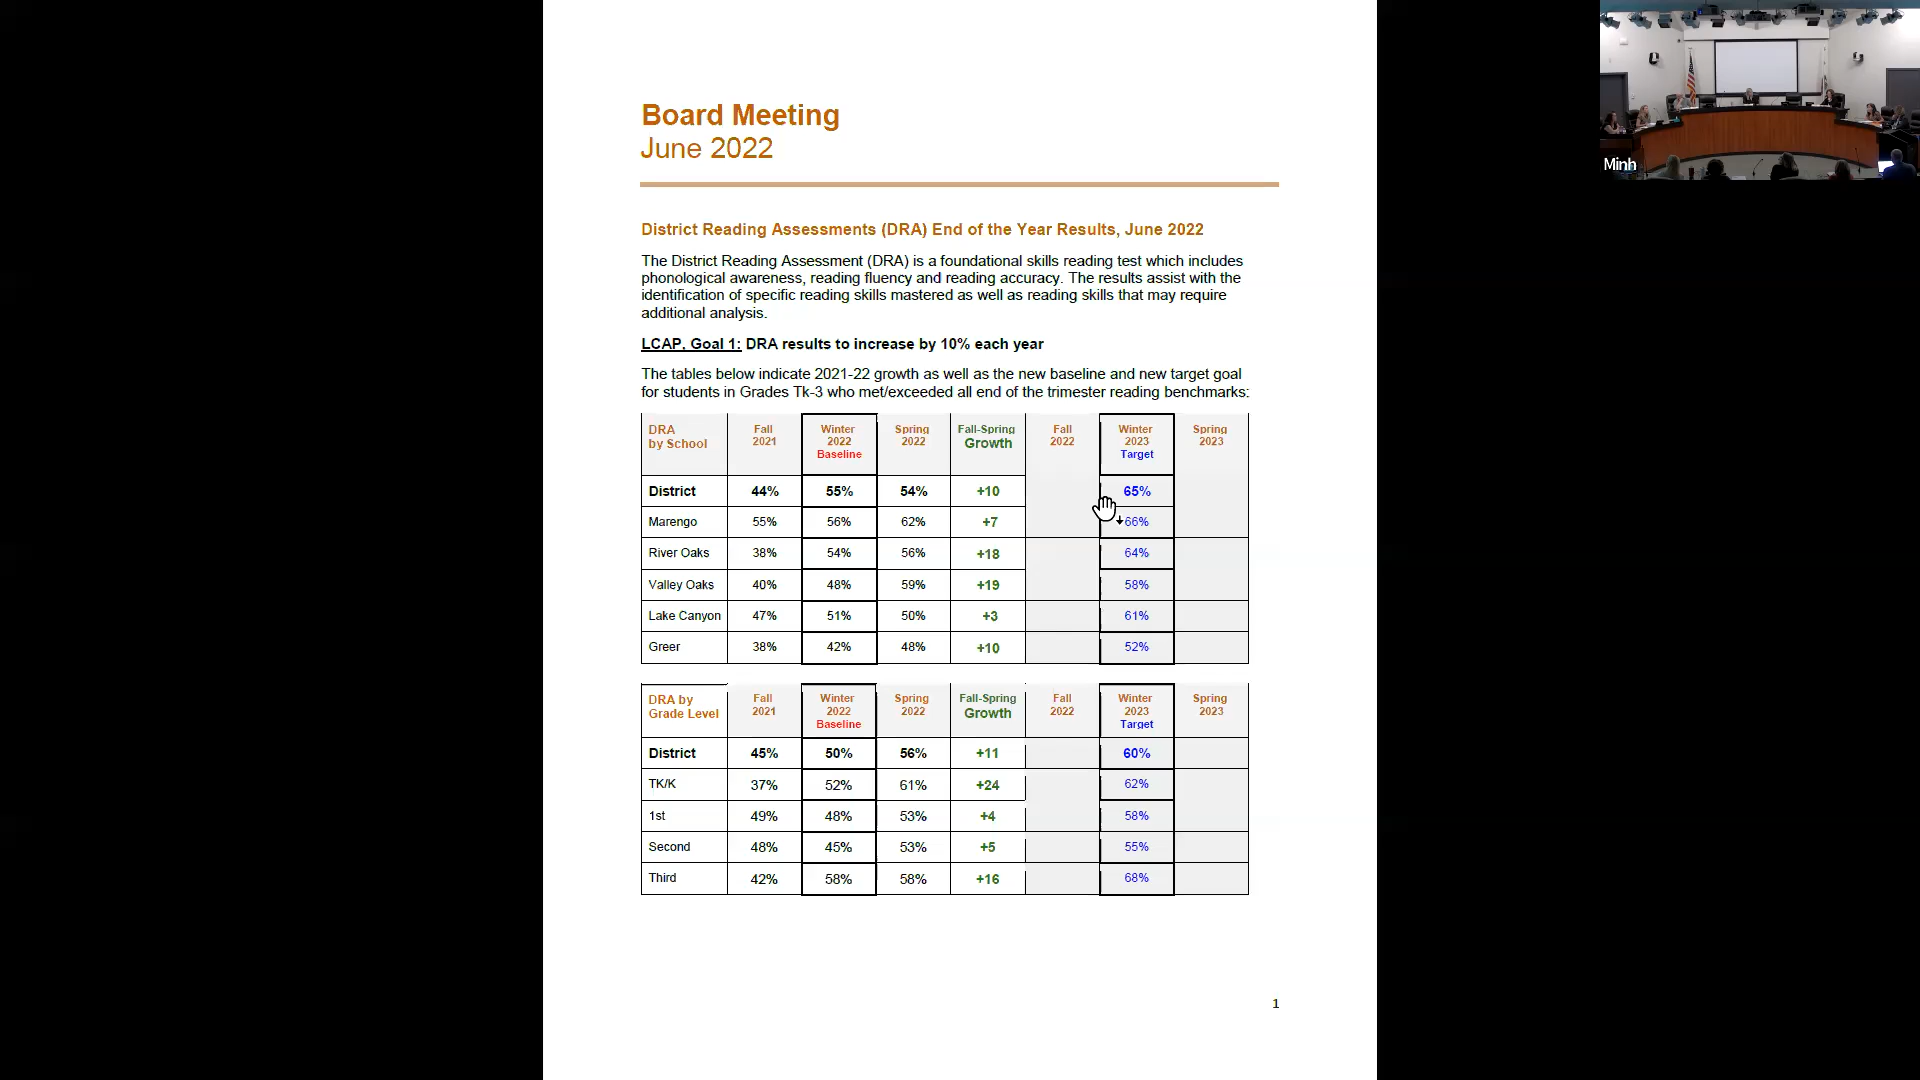 Board Meeting
June 2022
District Reading Assessments (DRA) End of the Year Results, June 2022
The District Reading Assessment (DRA) is a foundational skills reading test which includes
phonological awareness, reading fluency and reading accuracy. The results assist with the
identification of specific reading skills mastered as well as reading skills that may require
additional analysis.
LCAP, Goal 1: DRA results to increase by 10% each year
The tables below indicate 2021-22 growth as well as the new baseline and new target goal
for students in Grades Tk-3 who met/exceeded all end of the trimester reading benchmarks:
DRA by School Fall 2021 Winter 2022 Baseline Spring 2022 Fall-Spring Growth Fall 2022 Winter 2023 Target Spring 2023
District 44% 55% 54% +10 65%
Marengo 55% 56% 62% +7 66%
River Oaks 38% 54% 56% +18 64%
Valley Oaks 40% 48% 59% +19 58%
Lake Canyon 47% 51% 50% +3 61%
Greer 38% 42% 48% +10 52%
DRA by Grade Level Fall 2021 Winter 2022 Baseline Spring 2022 Fall-Spring Growth Fall 2022 Winter 2023 Target Spring 2023
District 45% 50% 56% +11 60%
TK/K 37% 52% 61% +24 62%
1st 49% 48% 53% +4 58%
Second 48% 45% 53% +5 55%
Third 42% 58% 58% +16 68%
1
Minh